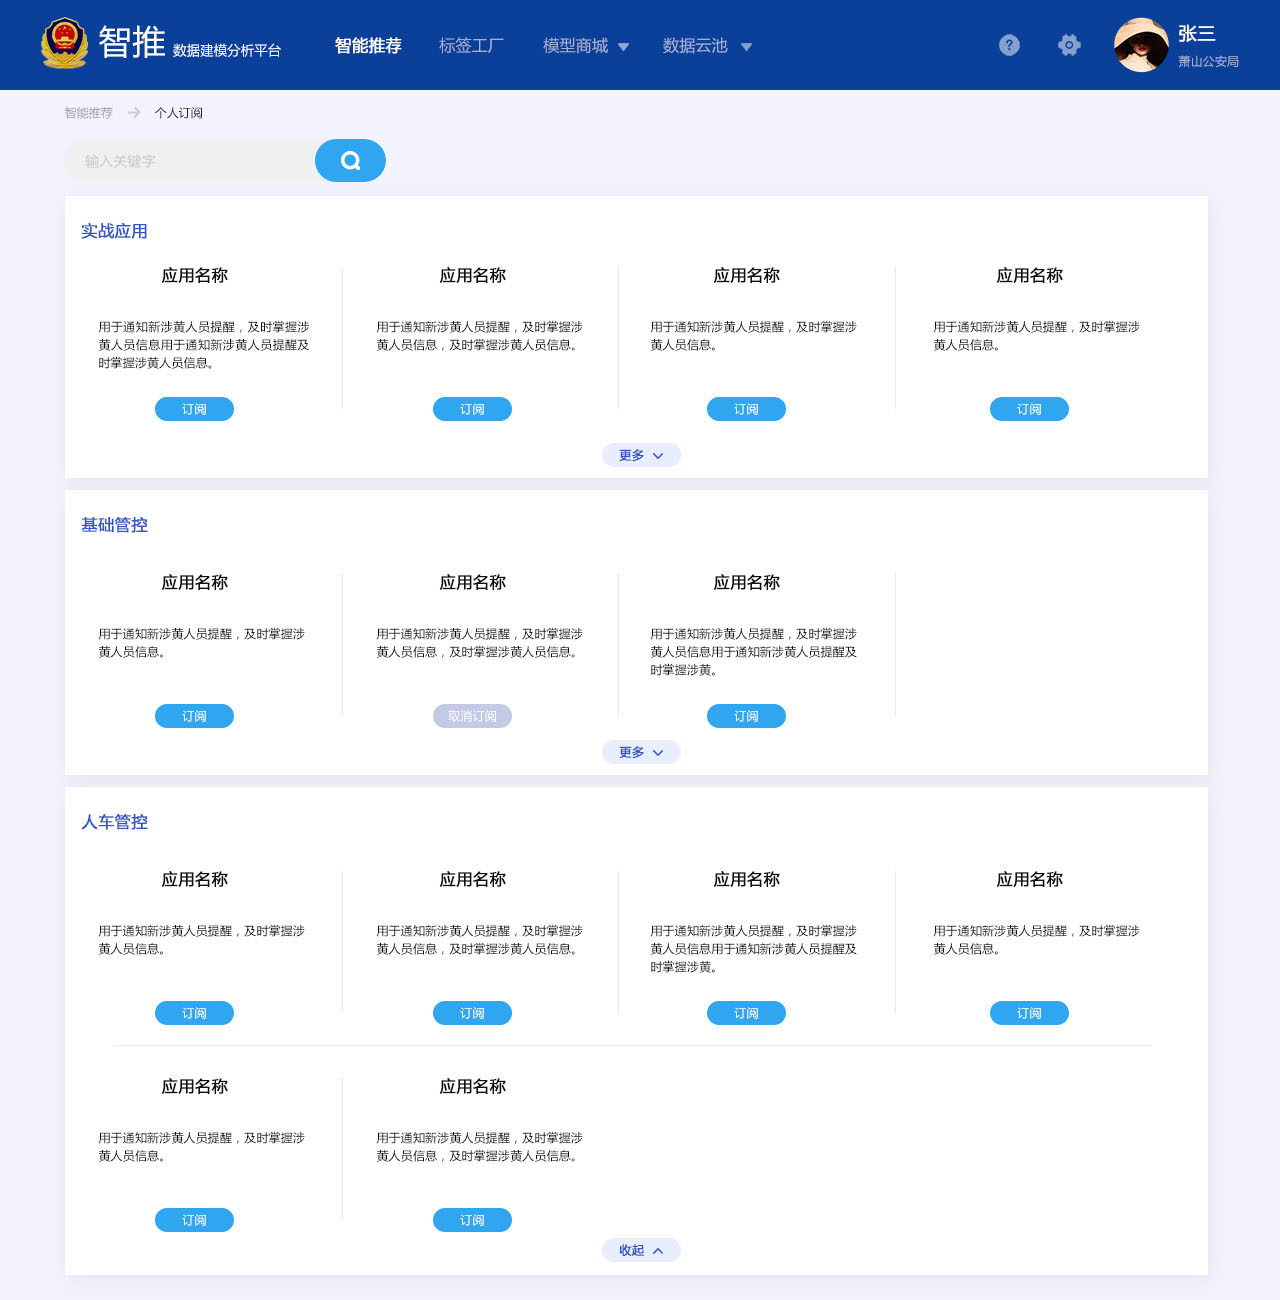 智推 数据建模分析平台 智能推荐 标签工厂 模型商城 数据云池 ? 张三
萧山公安局
智能推荐 个人订阅
输入关键字
实战应用
应用名称 应用名称 应用名称 应用名称
用于通知新涉黄人员提醒，及时掌握涉
黄人员信息用于通知新涉黄人员提醒及
时掌握涉黄人员信息。
用于通知新涉黄人员提醒，及时掌握涉
黄人员信息，及时掌握涉黄人员信息。
用于通知新涉黄人员提醒，及时掌握涉
黄人员信息。
用于通知新涉黄人员提醒，及时掌握涉
黄人员信息。
订阅 订阅 订阅 订阅
更多
基础管控
应用名称 应用名称 应用名称
用于通知新涉黄人员提醒，及时掌握涉
黄人员信息。
用于通知新涉黄人员提醒，及时掌握涉
黄人员信息，及时掌握涉黄人员信息。
用于通知新涉黄人员提醒，及时掌握涉
黄人员信息用于通知新涉黄人员提醒及
时掌握涉黄。
订阅 取消订阅 订阅
更多
人车管控
应用名称 应用名称 应用名称 应用名称
用于通知新涉黄人员提醒，及时掌握涉
黄人员信息。
用于通知新涉黄人员提醒，及时掌握涉
黄人员信息，及时掌握涉黄人员信息。
用于通知新涉黄人员提醒，及时掌握涉
黄人员信息用于通知新涉黄人员提醒及
时掌握涉黄。
用于通知新涉黄人员提醒，及时掌握涉
黄人员信息。
订阅 订阅 订阅 订阅
应用名称 应用名称
用于通知新涉黄人员提醒，及时掌握涉
黄人员信息。
用于通知新涉黄人员提醒，及时掌握涉
黄人员信息，及时掌握涉黄人员信息。
订阅 订阅
收起